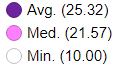 Avg. (25.32)
Med. (21.57)
Min. (10.00)